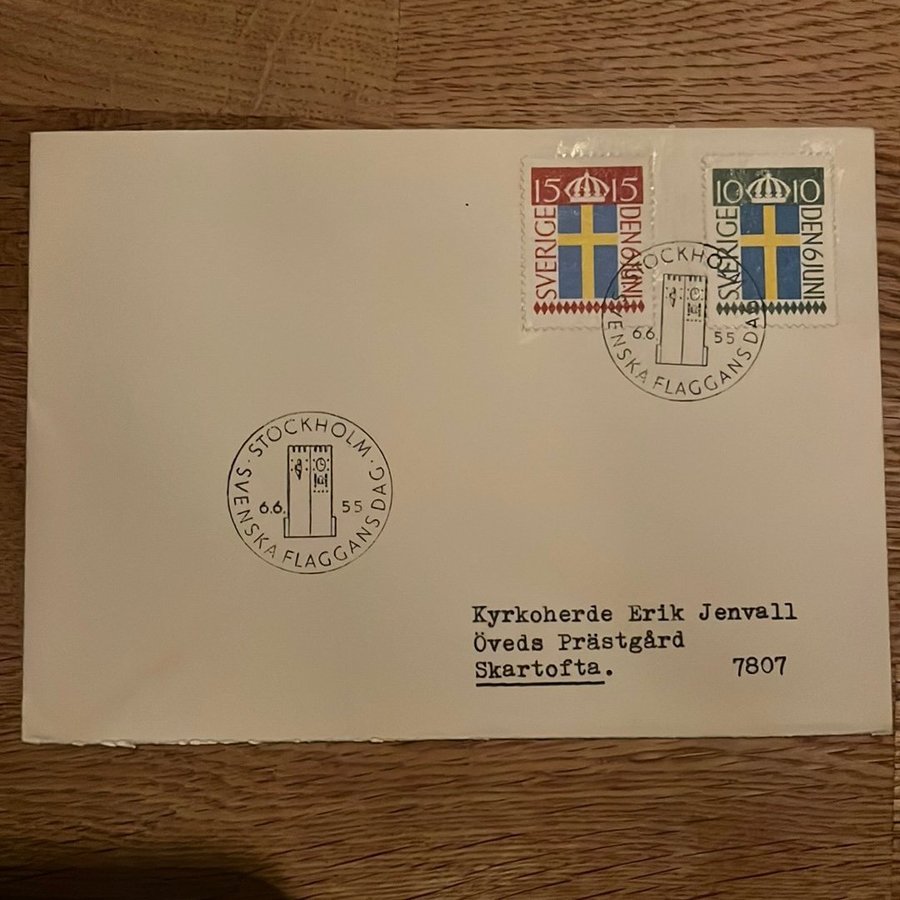 15 15
SVERIGE
DEN 6 JUNI
10 10
SVERIGE
DEN 6 JUNI
STOCKHOLM
6.6. 55
SVENSKA FLAGGANS DAG
· STOCKHOLM ·
6.6. 55
SVENSKA FLAGGANS DAG
Kyrkoherde Erik Jenvall
Öveds Prästgård
Skartofta. 7807